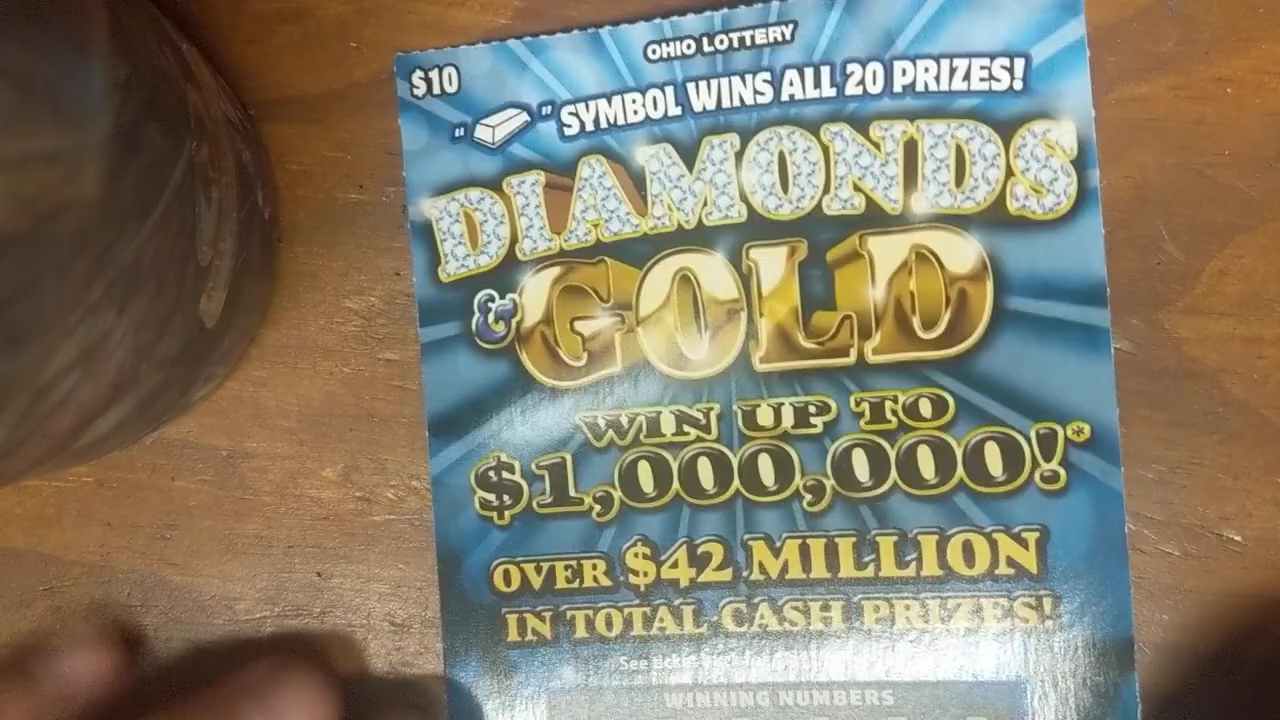 OHIO LOTTERY
$10
" " SYMBOL WINS ALL 20 PRIZES!
DIAMONDS
& GOLD
WIN UP TO
$1,000,000!*
OVER $42 MILLION
IN TOTAL CASH PRIZES!
See
WINNING NUMBERS